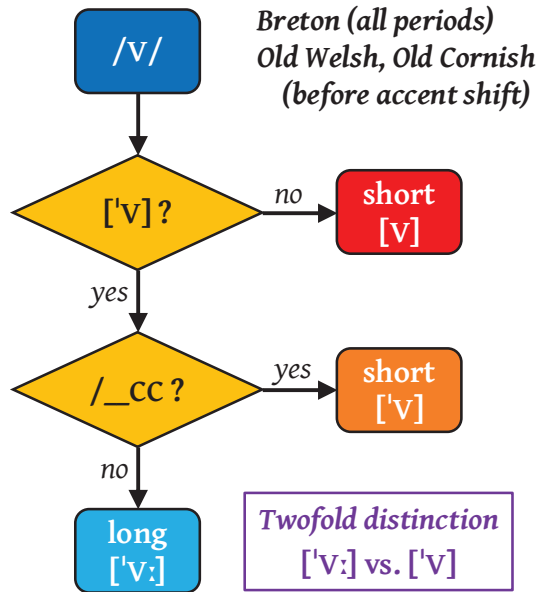 /v/
Breton (all periods)
Old Welsh, Old Cornish
(before accent shift)
[ˈv] ?
no
short
[v]
yes
/__cc ?
yes
short
[ˈv]
no
long
[ˈvː]
Twofold distinction
[ˈvː] vs. [ˈv]